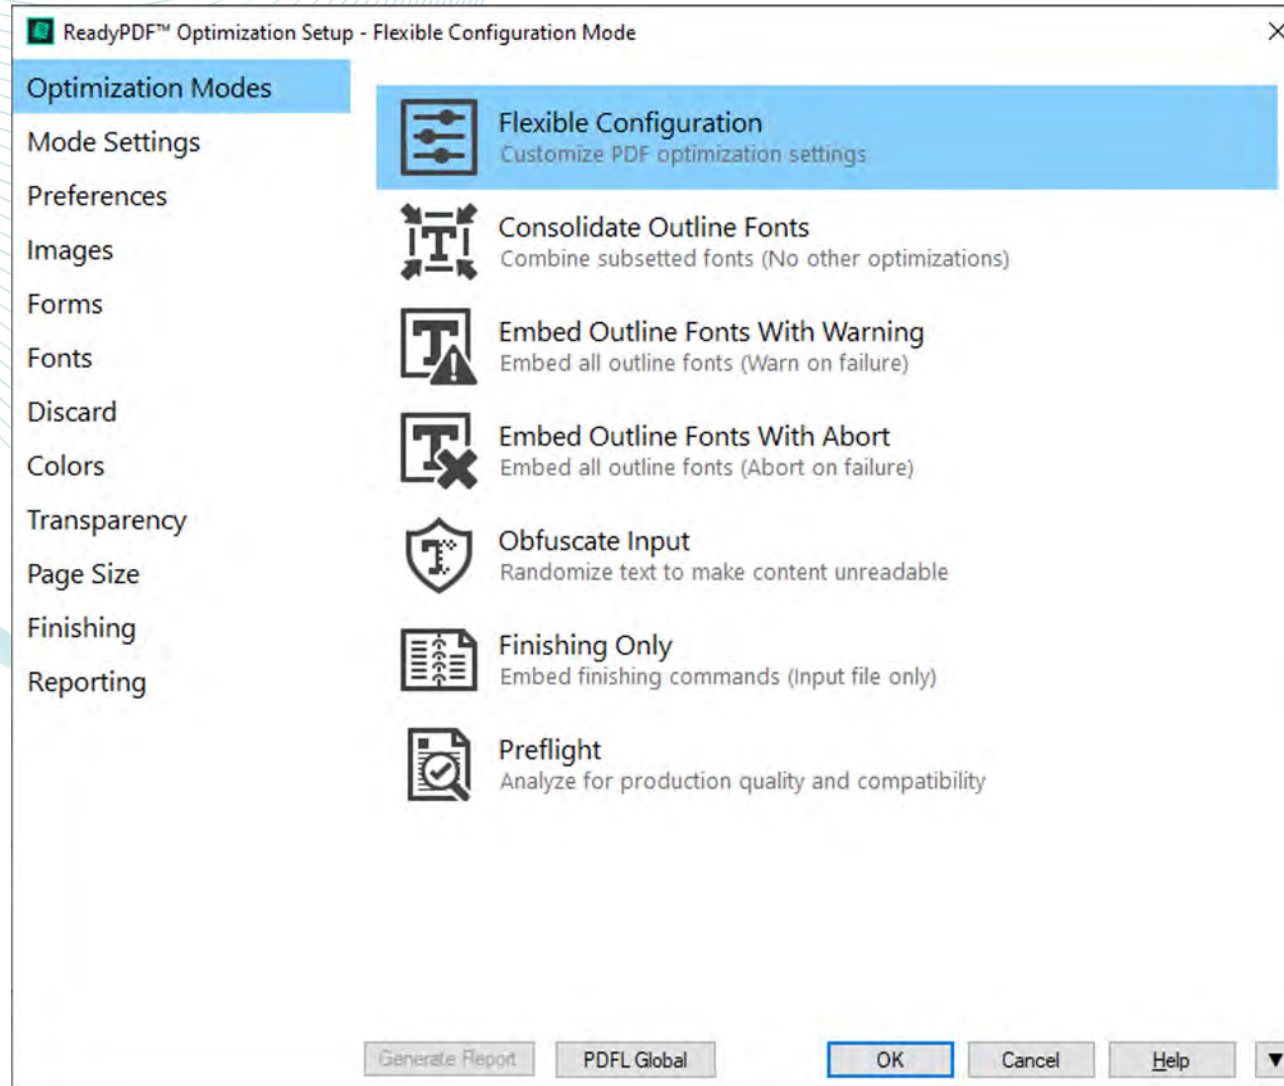 ReadyPDF™ Optimization Setup - Flexible Configuration Mode
Optimization Modes
Mode Settings
Preferences
Images
Forms
Fonts
Discard
Colors
Transparency
Page Size
Finishing
Reporting
Flexible Configuration
Customize PDF optimization settings
Consolidate Outline Fonts
Combine subsetted fonts (No other optimizations)
Embed Outline Fonts With Warning
Embed all outline fonts (Warn on failure)
Embed Outline Fonts With Abort
Embed all outline fonts (Abort on failure)
Obfuscate Input
Randomize text to make content unreadable
Finishing Only
Embed finishing commands (Input file only)
Preflight
Analyze for production quality and compatibility
Generate Report PDFL Global OK Cancel Help